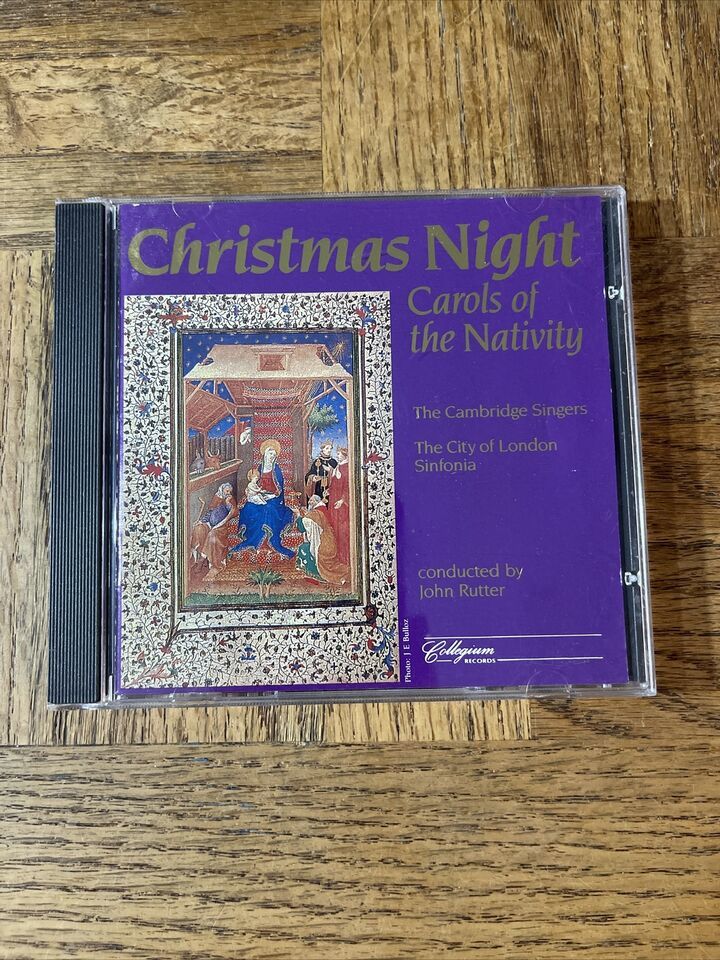 Christmas Night
Carols of
the Nativity
The Cambridge Singers
The City of London
Sinfonia
conducted by
John Rutter
Collegium
RECORDS
Photo: J E Bulloz